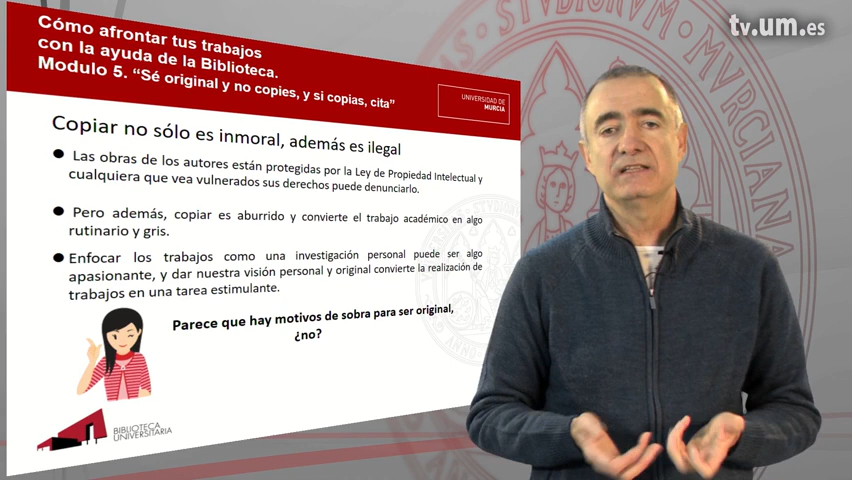 Cómo afrontar tus trabajos
con la ayuda de la Biblioteca.
Modulo 5. “Sé original y no copies, y si copias, cita”
UNIVERSIDAD DE
MURCIA
tv.um.es
Copiar no sólo es inmoral, además es ilegal
Las obras de los autores están protegidas por la Ley de Propiedad Intelectual y
cualquiera que vea vulnerados sus derechos puede denunciarlo.
Pero además, copiar es aburrido y convierte el trabajo académico en algo
rutinario y gris.
Enfocar los trabajos como una investigación personal puede ser algo
apasionante, y dar nuestra visión personal y original convierte la realización de
trabajos en una tarea estimulante.
Parece que hay motivos de sobra para ser original,
¿no?
BIBLIOTECA
UNIVERSITARIA